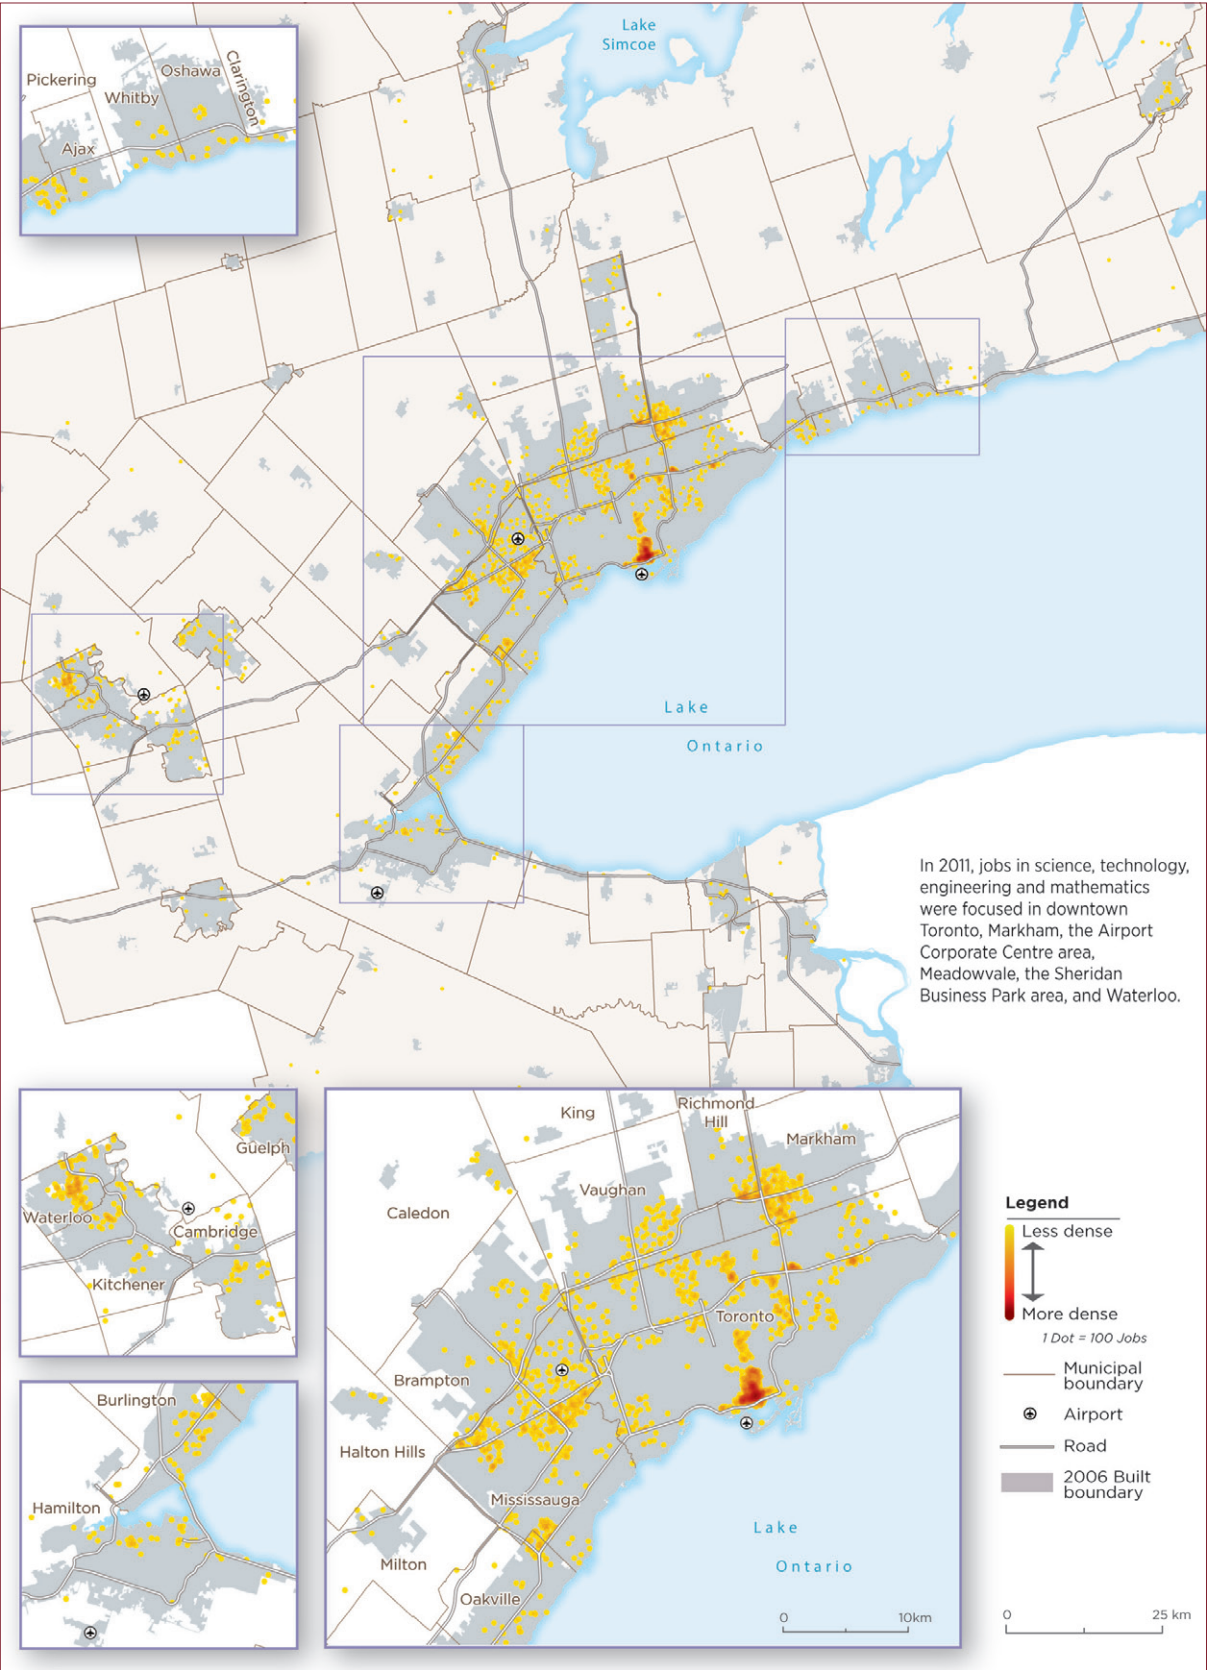 Lake
Simcoe
Pickering
Oshawa
Clarington
Whitby
Ajax
Lake
Ontario
In 2011, jobs in science, technology,
engineering and mathematics
were focused in downtown
Toronto, Markham, the Airport
Corporate Centre area,
Meadowvale, the Sheridan
Business Park area, and Waterloo.
Guelph
Waterloo
Cambridge
Kitchener
Burlington
Hamilton
King
Richmond
Hill
Markham
Vaughan
Caledon
Toronto
Brampton
Halton Hills
Mississauga
Milton
Oakville
Lake
Ontario
0 10km
Legend
Less dense
More dense
1 Dot = 100 Jobs
Municipal
boundary
Airport
Road
2006 Built
boundary
0 25 km